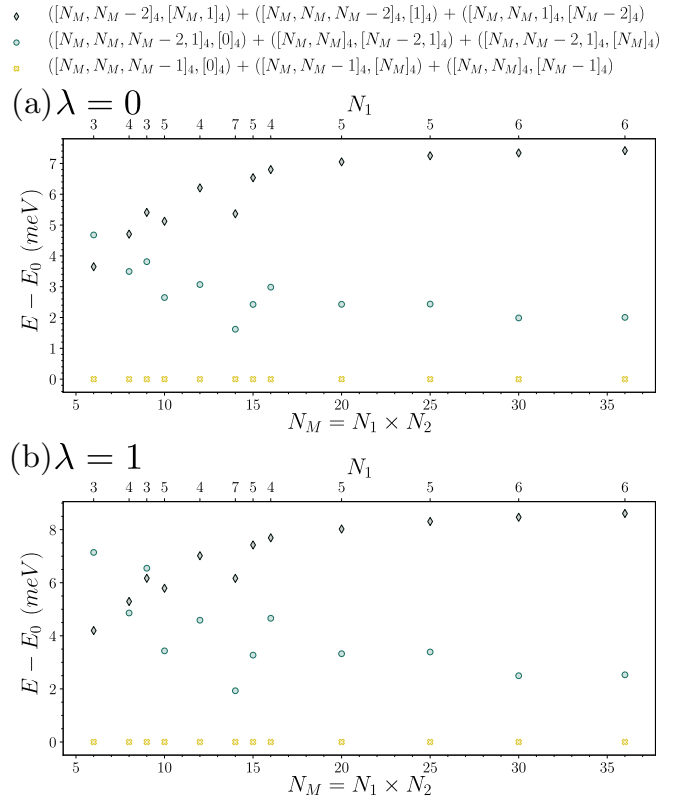 ([N_M, N_M − 2]_4, [N_M, 1]_4) + ([N_M, N_M, N_M − 2]_4, [1]_4) + ([N_M, N_M, 1]_4, [N_M − 2]_4)
([N_M, N_M, N_M − 2, 1]_4, [0]_4) + ([N_M, N_M]_4, [N_M − 2, 1]_4) + ([N_M, N_M − 2, 1]_4, [N_M]_4)
([N_M, N_M, N_M − 1]_4, [0]_4) + ([N_M, N_M − 1]_4, [N_M]_4) + ([N_M, N_M]_4, [N_M − 1]_4)
(a) λ = 0
N_1
3 4 3 5 4 7 5 4 5 5 6 6
7
6
5
4
3
2
1
0
E − E_0 (meV)
5 10 15 20 25 30 35
N_M = N_1 × N_2
(b) λ = 1
N_1
3 4 3 5 4 7 5 4 5 5 6 6
8
6
4
2
0
E − E_0 (meV)
5 10 15 20 25 30 35
N_M = N_1 × N_2